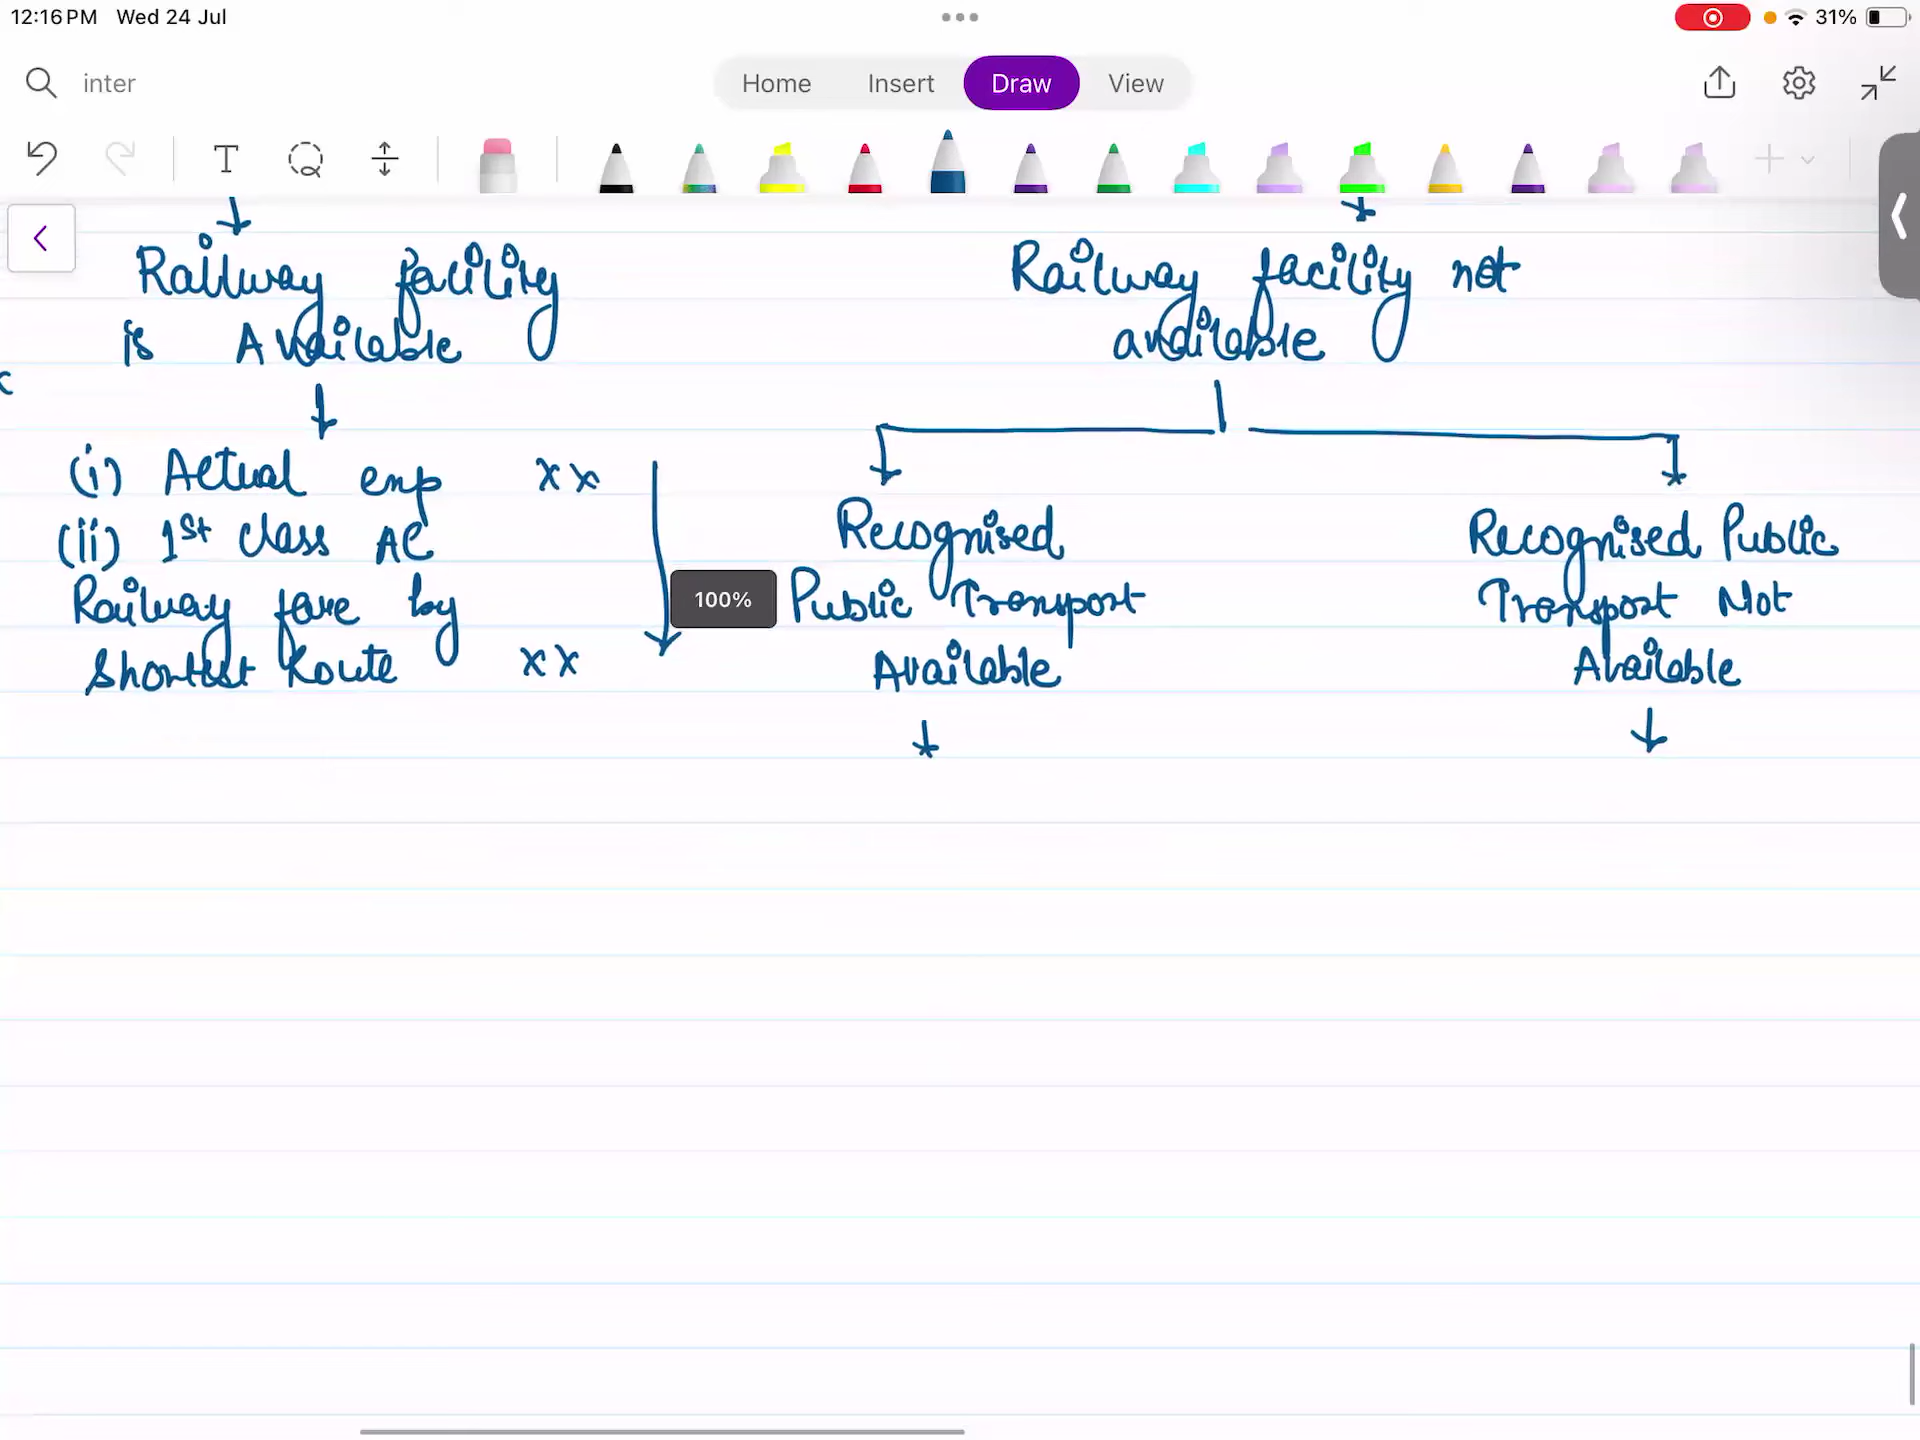 12:16 PM Wed 24 Jul
31%
inter
Home Insert Draw View
T
Railway facility
is Available
(i) Actual exp xx
(ii) 1st class AC
Railway fare by
Shortest Route xx
Railway facility not
available
100%
Recognised
Public Transport
Available
Recognised Public
Transport Not
Available